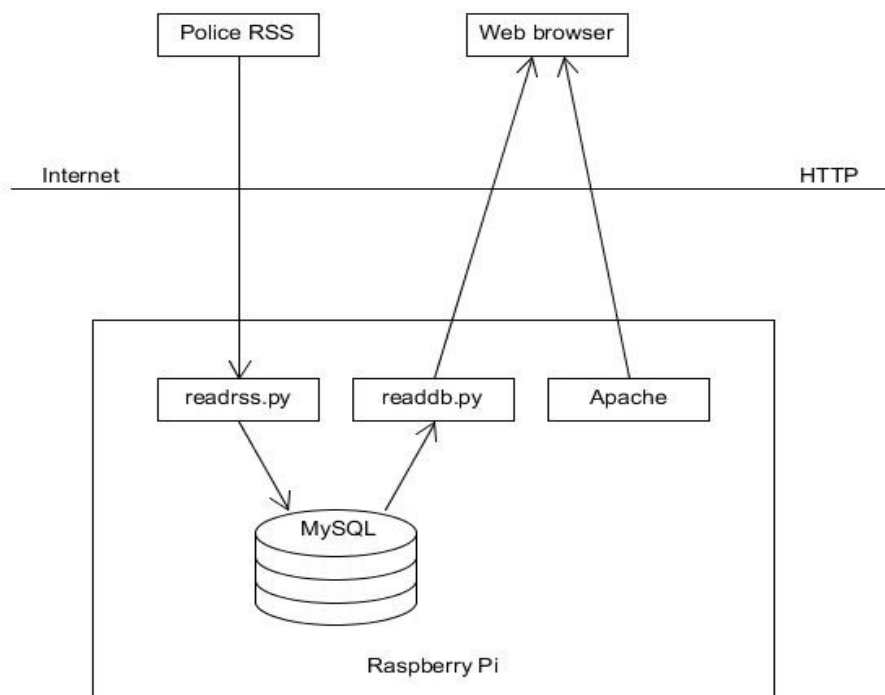 Police RSS
Web browser
Internet
HTTP
readrss.py
readdb.py
Apache
MySQL
Raspberry Pi